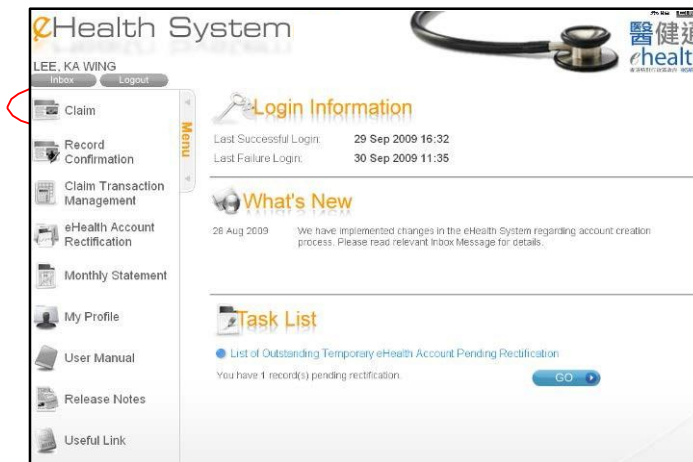 eHealth System
醫健通
ehealt
LEE, KA WING
Inbox
Logout
Claim
Record
Confirmation
Claim Transaction
Management
eHealth Account
Rectification
Monthly Statement
My Profile
User Manual
Release Notes
Useful Link
Menu
Login Information
Last Successful Login: 29 Sep 2009 16:32
Last Failure Login: 30 Sep 2009 11:35
What's New
28 Aug 2009 We have implemented changes in the eHealth System regarding account creation
process. Please read relevant Inbox Message for details.
Task List
List of Outstanding Temporary eHealth Account Pending Rectification
You have 1 record(s) pending rectification.
GO